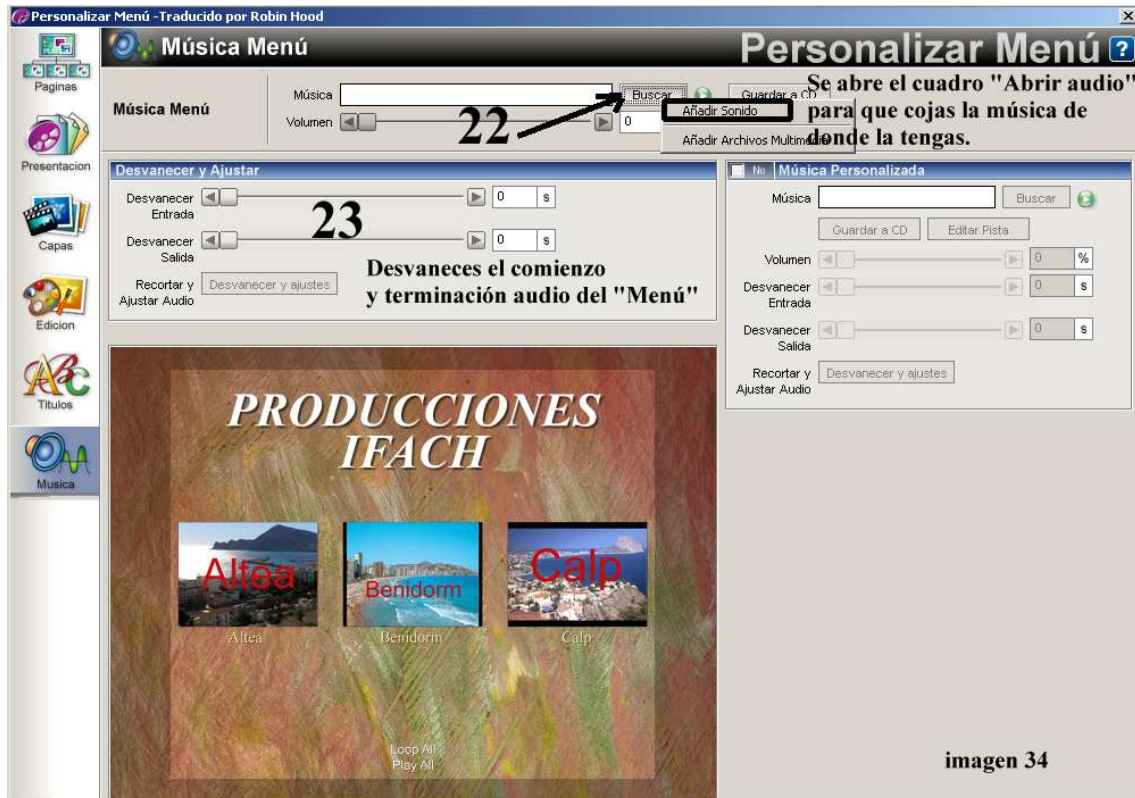 Personalizar Menú -Traducido por Robin Hood
Música Menú
Personalizar Menú ?
Paginas
Presentacion
Capas
Edicion
Titulos
Musica
Música Menú
Música
Buscar
Guardar a CD
Volumen
0
22
Añadir Sonido
Añadir Archivos Multimedia
Se abre el cuadro "Abrir audio"
para que cojas la música de
donde la tengas.
Desvanecer y Ajustar
Desvanecer
Entrada
0 s
23
Desvanecer
Salida
0 s
Recortar y
Ajustar Audio
Desvanecer y ajustes
Desvaneces el comienzo
y terminación audio del "Menú"
No Música Personalizada
Música
Buscar
Guardar a CD Editar Pista
Volumen
0 %
Desvanecer
Entrada
0 s
Desvanecer
Salida
0 s
Recortar y
Ajustar Audio
Desvanecer y ajustes
PRODUCCIONES
IFACH
Altea Benidorm Calp
Altea Benidorm Calp
Loop All
Play All
imagen 34